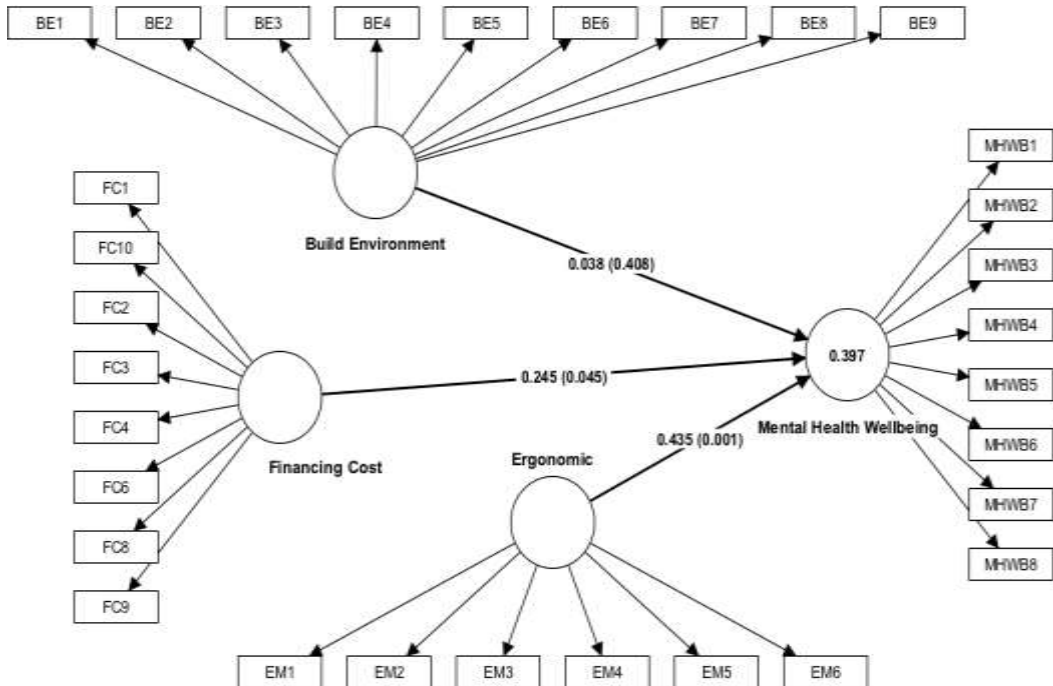 BE1
BE2
BE3
BE4
BE5
BE6
BE7
BE8
BE9
MHWB1
FC1
MHWB2
Build Environment
FC10
0.038 (0.408)
MHWB3
FC2
MHWB4
0.397
FC3
0.245 (0.045)
MHWB5
FC4
Mental Health Wellbeing
0.435 (0.001)
MHWB6
Ergonomic
Financing Cost
FC6
MHWB7
FC8
MHWB8
FC9
EM1
EM2
EM3
EM4
EM5
EM6